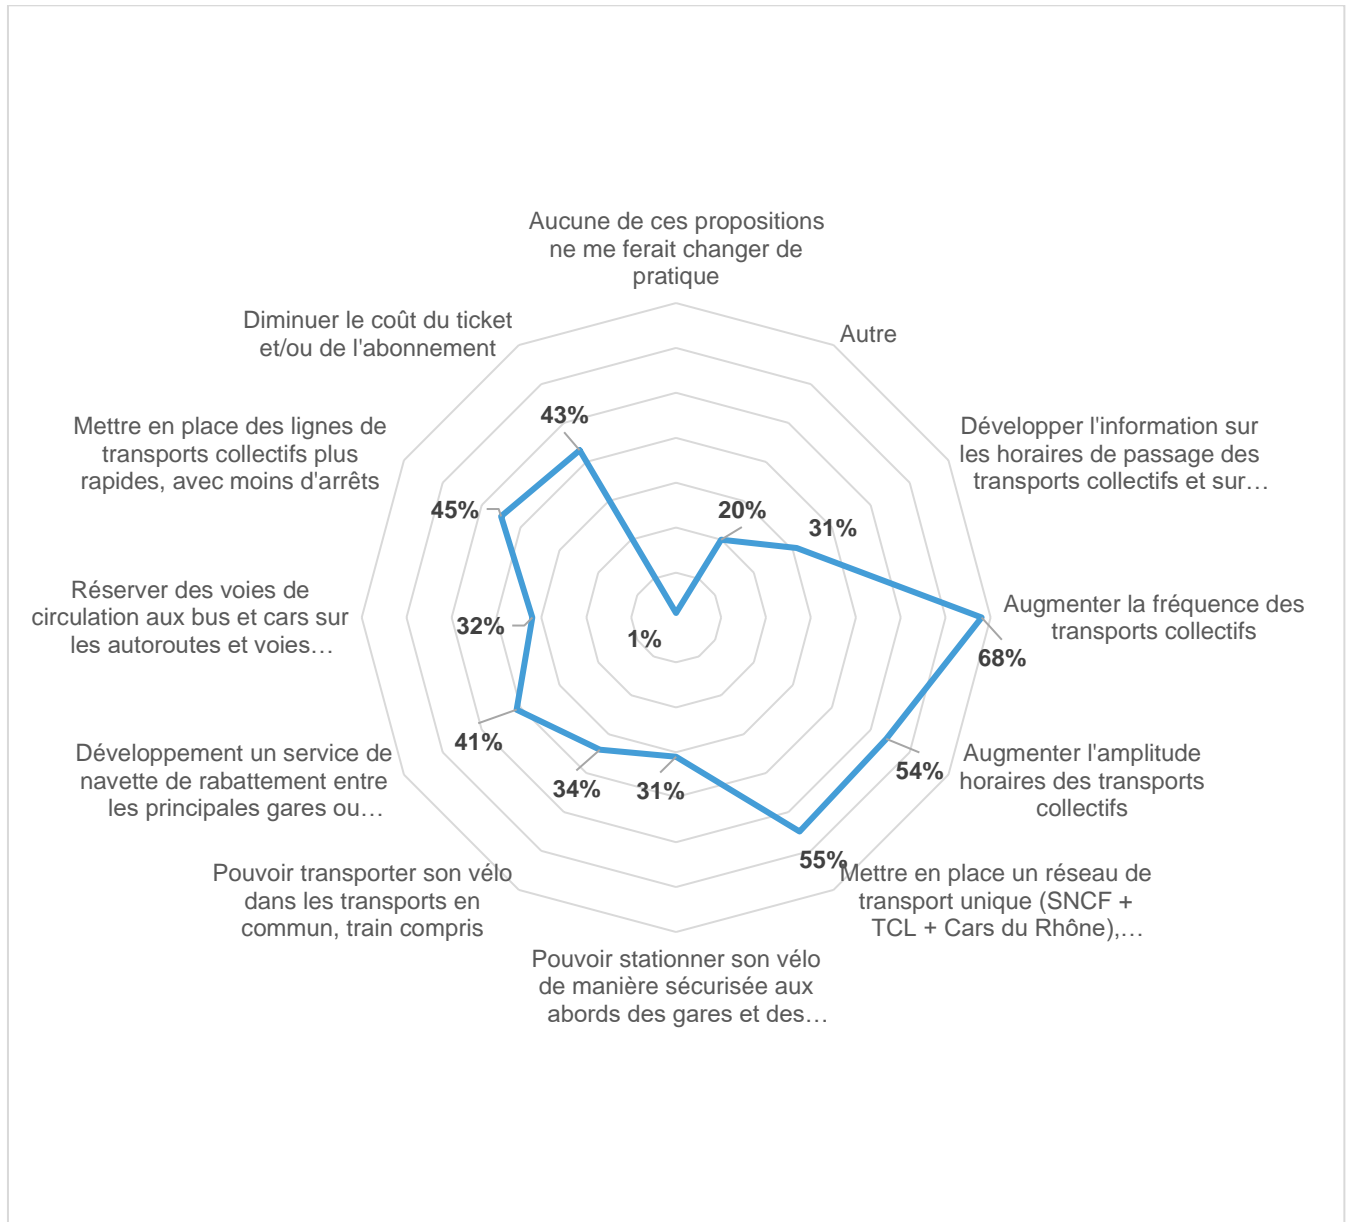 Aucune de ces propositions
ne me ferait changer de
pratique
Autre
Développer l'information sur
les horaires de passage des
transports collectifs et sur…
Augmenter la fréquence des
transports collectifs
Augmenter l'amplitude
horaires des transports
collectifs
Mettre en place un réseau de
transport unique (SNCF +
TCL + Cars du Rhône),…
Pouvoir stationner son vélo
de manière sécurisée aux
abords des gares et des…
Pouvoir transporter son vélo
dans les transports en
commun, train compris
Développement un service de
navette de rabattement entre
les principales gares ou…
Réserver des voies de
circulation aux bus et cars sur
les autoroutes et voies…
Mettre en place des lignes de
transports collectifs plus
rapides, avec moins d'arrêts
Diminuer le coût du ticket
et/ou de l'abonnement
1%
20%
31%
68%
54%
55%
31%
34%
41%
32%
45%
43%